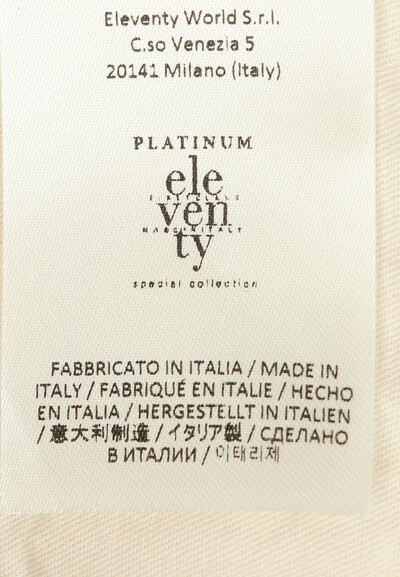 Eleventy World S.r.l.
C.so Venezia 5
20141 Milano (Italy)
PLATINUM
ele
ven
ty
special collection
FABBRICATO IN ITALIA / MADE IN
ITALY / FABRIQUÉ EN ITALIE / HECHO
EN ITALIA / HERGESTELLT IN ITALIEN
/ 意大利制造 / イタリア製 / СДЕЛАНО
В ИТАЛИИ / 이태리제